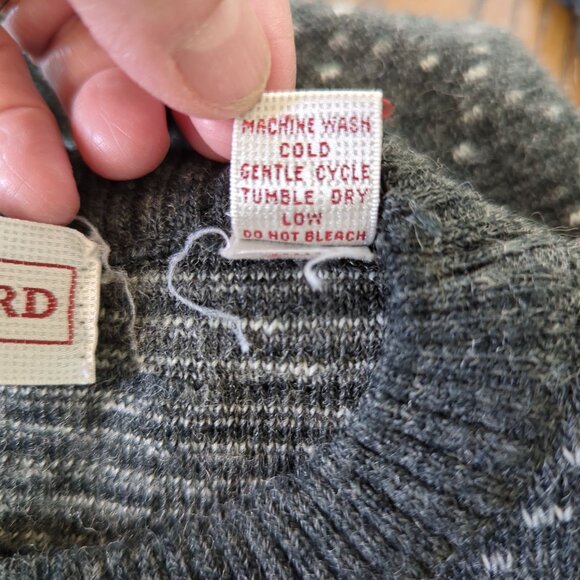 MACHINE WASH
COLD
GENTLE CYCLE
TUMBLE DRY
LOW
DO NOT BLEACH
RD